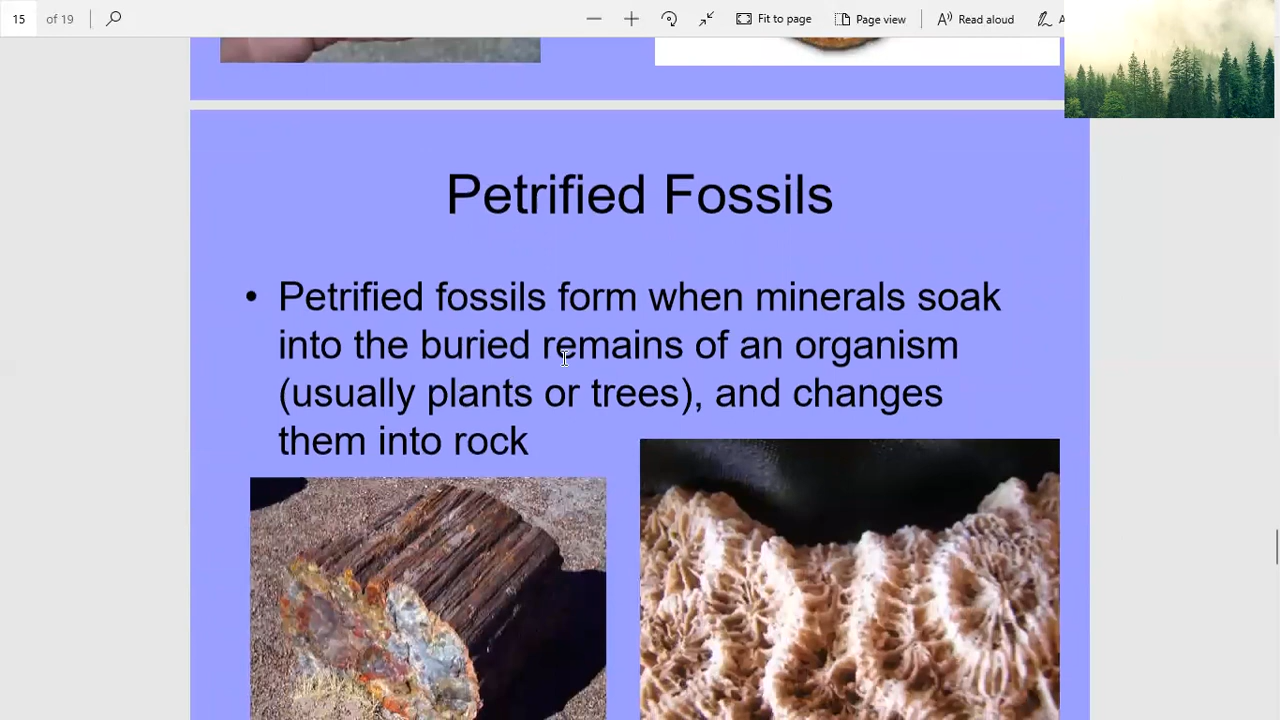 15 of 19 Fit to page Page view Read aloud
Petrified Fossils
• Petrified fossils form when minerals soak
into the buried remains of an organism
(usually plants or trees), and changes
them into rock